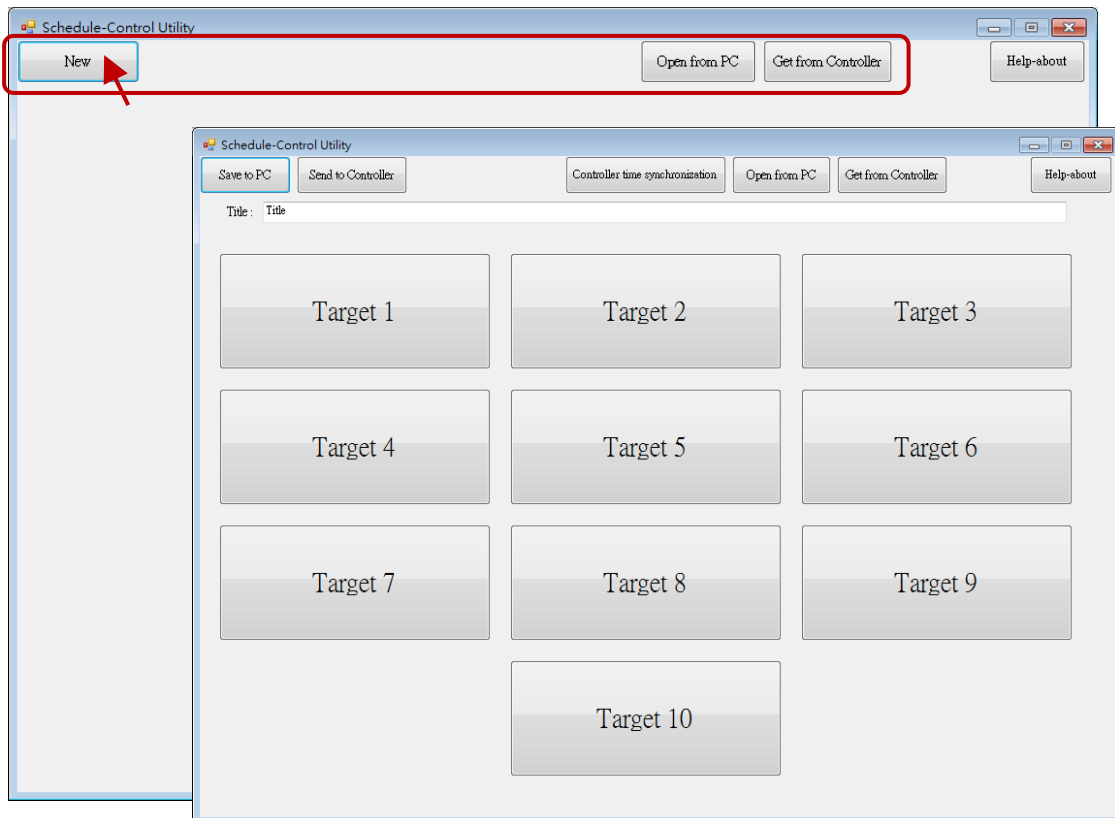 Schedule-Control Utility
New Open from PC Get from Controller Help-about
Schedule-Control Utility
Save to PC Send to Controller Controller time synchronization Open from PC Get from Controller Help-about
Title : Title
Target 1 Target 2 Target 3
Target 4 Target 5 Target 6
Target 7 Target 8 Target 9
Target 10